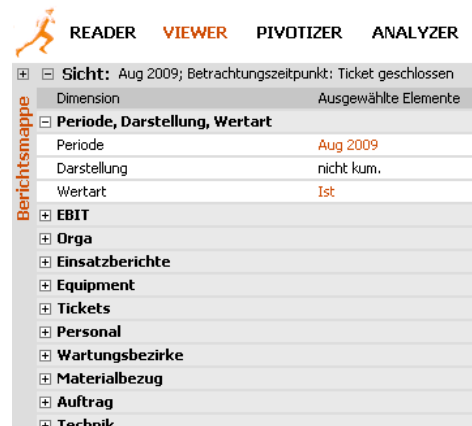 READER VIEWER PIVOTIZER ANALYZER
Sicht: Aug 2009; Betrachtungszeitpunkt: Ticket geschlossen
Berichtsmappe
Dimension Ausgewählte Elemente
Periode, Darstellung, Wertart
Periode Aug 2009
Darstellung nicht kum.
Wertart Ist
EBIT
Orga
Einsatzberichte
Equipment
Tickets
Personal
Wartungsbezirke
Materialbezug
Auftrag
Technik